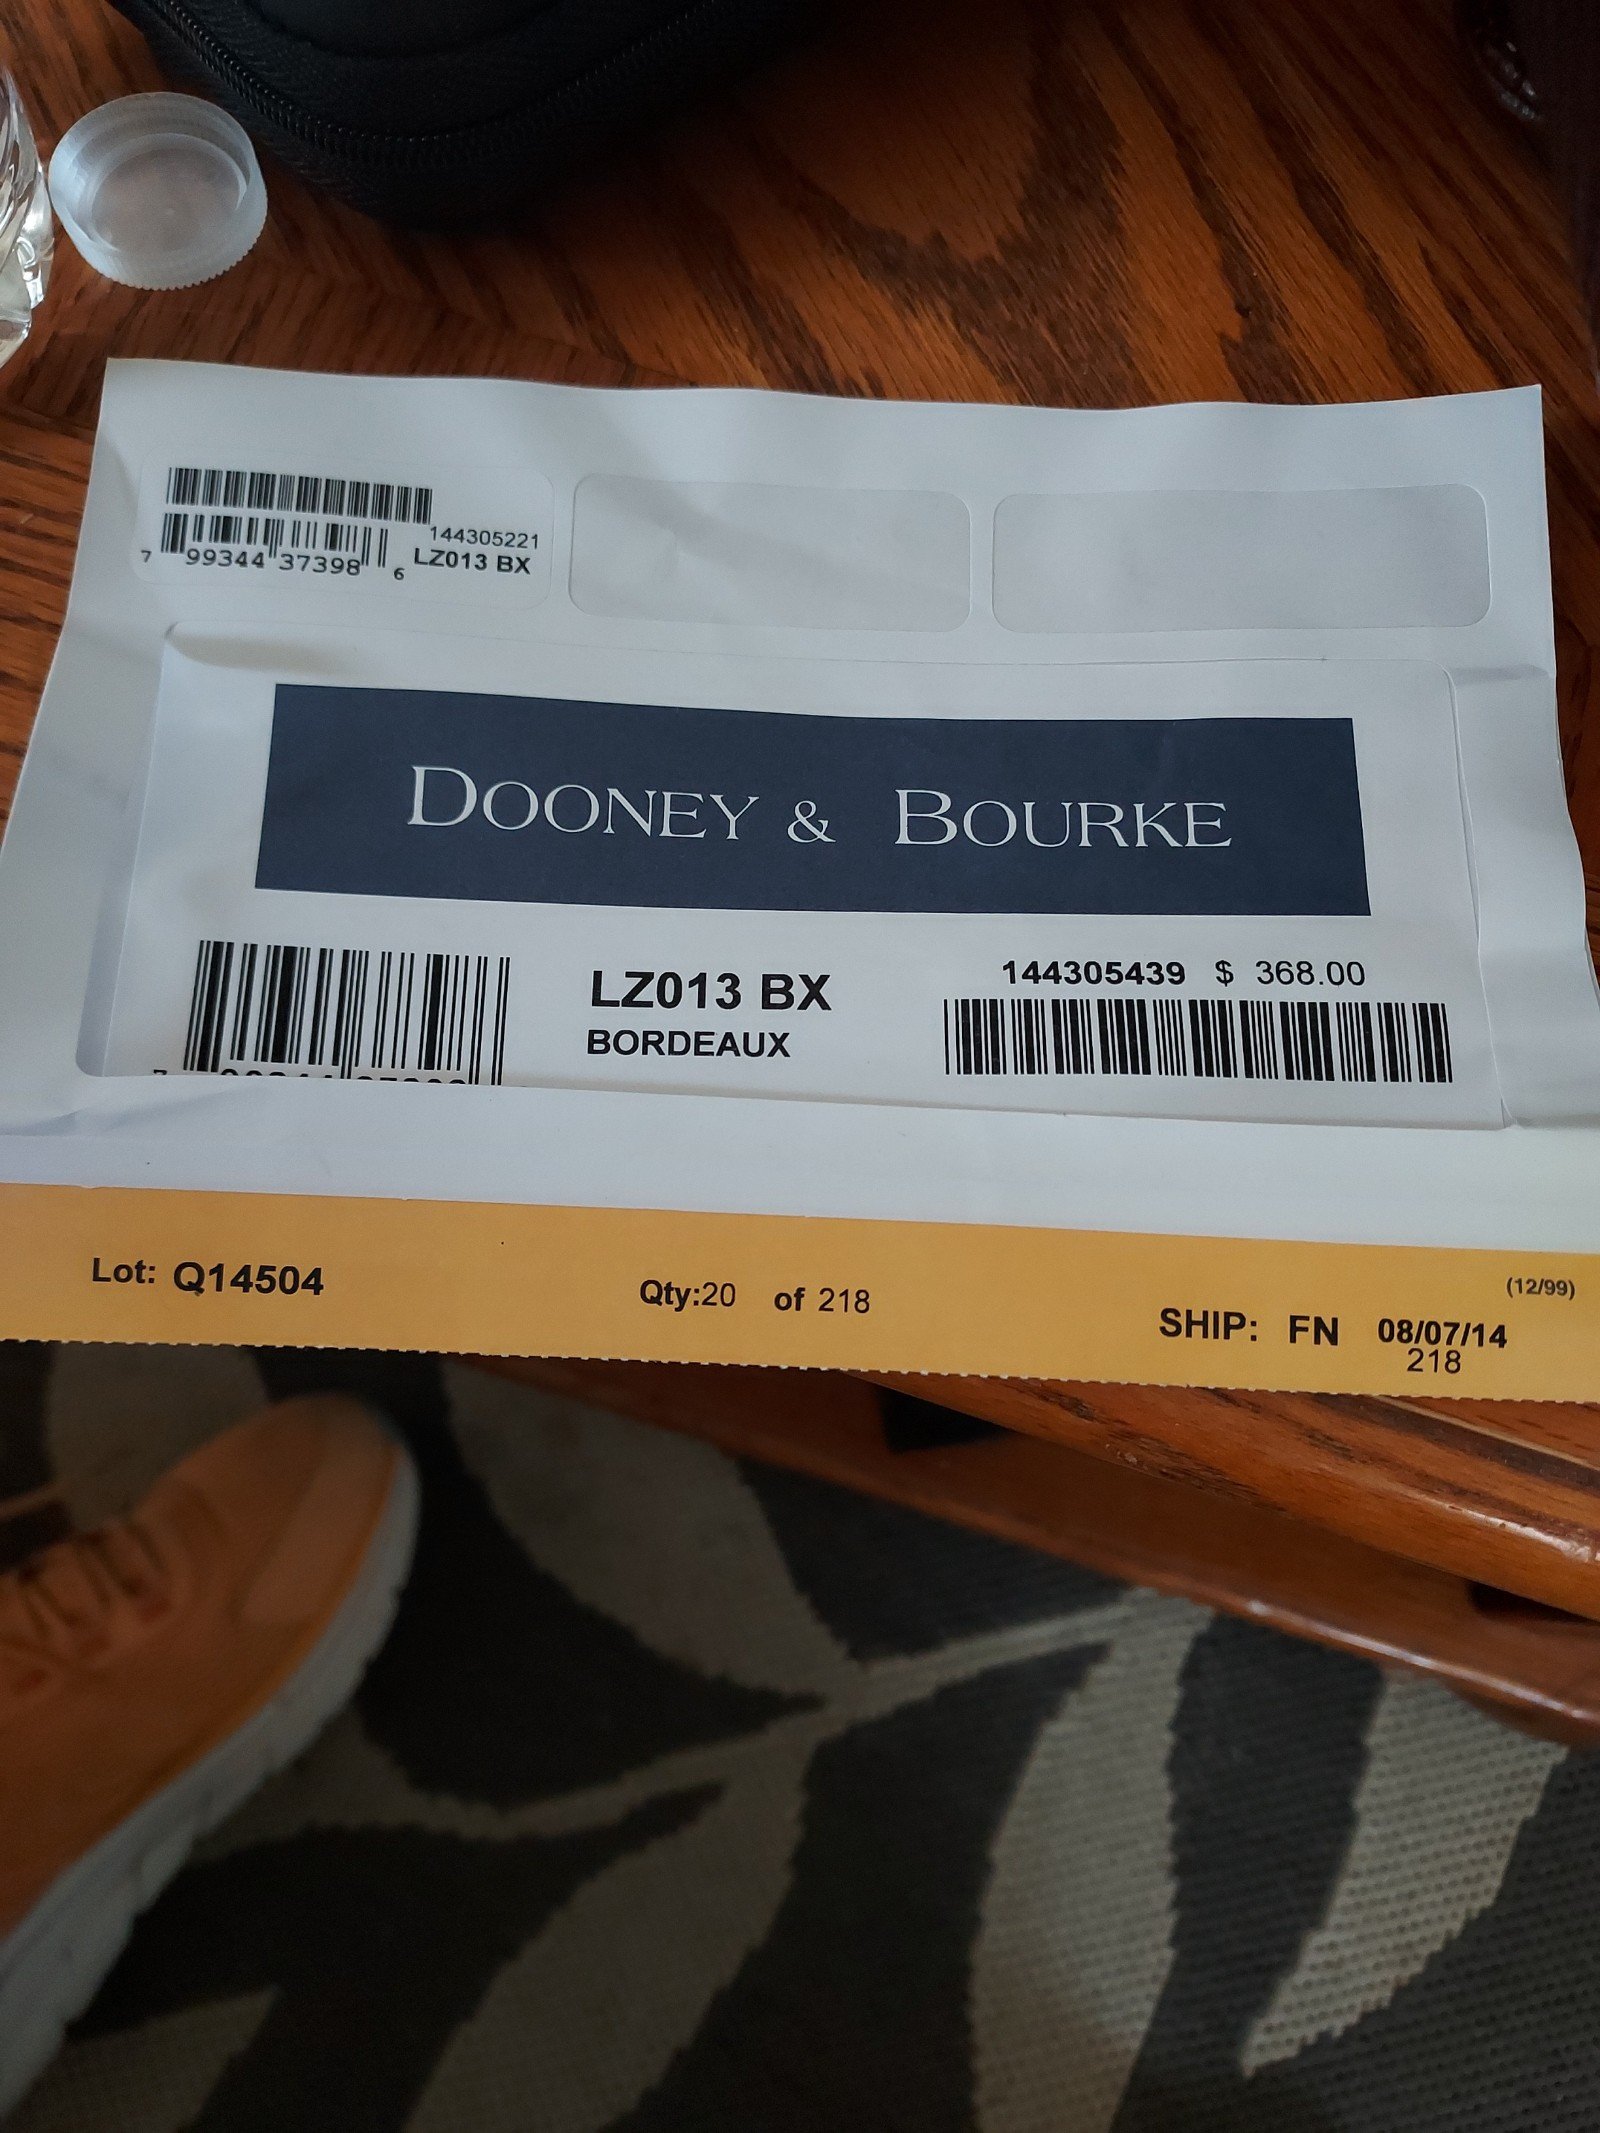 144305221
7 99344 37398 6 LZ013 BX
DOONEY & BOURKE
LZ013 BX
BORDEAUX
144305439 $ 368.00
Lot: Q14504
Qty:20 of 218
(12/99)
SHIP: FN 08/07/14
218